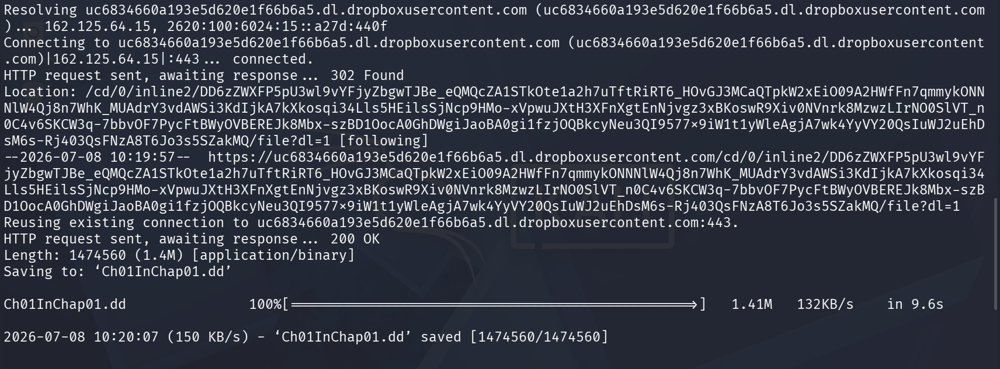 Resolving uc6834660a193e5d620e1f66b6a5.dl.dropboxusercontent.com (uc6834660a193e5d620e1f66b6a5.dl.dropboxusercontent.com
)... 162.125.64.15, 2620:100:6024:15::a27d:440f
Connecting to uc6834660a193e5d620e1f66b6a5.dl.dropboxusercontent.com (uc6834660a193e5d620e1f66b6a5.dl.dropboxusercontent
.com)|162.125.64.15|:443... connected.
HTTP request sent, awaiting response... 302 Found
Location: /cd/0/inline2/DD6zZWXFP5pU3wl9vYFjyZbgwTJBe_eQMQcZA1STkOte1a2h7uTftRiRT6_HOvGJ3MCaQTpkW2xEiO09A2HWfFn7qmmykONN
NlW4Qj8n7WhK_MUAdrY3vdAWSi3KdIjkA7kXkosqi34Lls5HEilsSjNcp9HMo-xVpwuJXtH3XFnXgtEnNjvgz3xBKoswR9Xiv0NVnrk8MzwzLIrNO0SlVT_n
0C4v6SKCW3q-7bbvOF7PycFtBWyOVBEREJk8Mbx-szBD1OocA0GhDWgiJaoBA0gi1fzjOQBkcyNeu3QI9577×9iW1t1yWleAgjA7wk4YyVY20QsIuWJ2uEhD
sM6s-Rj403QsFNzA8T6Jo3s5SZakMQ/file?dl=1 [following]
--2026-07-08 10:19:57--  https://uc6834660a193e5d620e1f66b6a5.dl.dropboxusercontent.com/cd/0/inline2/DD6zZWXFP5pU3wl9vYF
jyZbgwTJBe_eQMQcZA1STkOte1a2h7uTftRiRT6_HOvGJ3MCaQTpkW2xEiO09A2HWfFn7qmmykONNNlW4Qj8n7WhK_MUAdrY3vdAWSi3KdIjkA7kXkosqi34
Lls5HEilsSjNcp9HMo-xVpwuJXtH3XFnXgtEnNjvgz3xBKoswR9Xiv0NVnrk8MzwzLIrNO0SlVT_n0C4v6SKCW3q-7bbvOF7PycFtBWyOVBEREJk8Mbx-szB
D1OocA0GhDWgiJaoBA0gi1fzjOQBkcyNeu3QI9577×9iW1t1yWleAgjA7wk4YyVY20QsIuWJ2uEhDsM6s-Rj403QsFNzA8T6Jo3s5SZakMQ/file?dl=1
Reusing existing connection to uc6834660a193e5d620e1f66b6a5.dl.dropboxusercontent.com:443.
HTTP request sent, awaiting response... 200 OK
Length: 1474560 (1.4M) [application/binary]
Saving to: ‘Ch01InChap01.dd’
Ch01InChap01.dd 100%[==================================================>] 1.41M 132KB/s in 9.6s
2026-07-08 10:20:07 (150 KB/s) - ‘Ch01InChap01.dd’ saved [1474560/1474560]
KALI